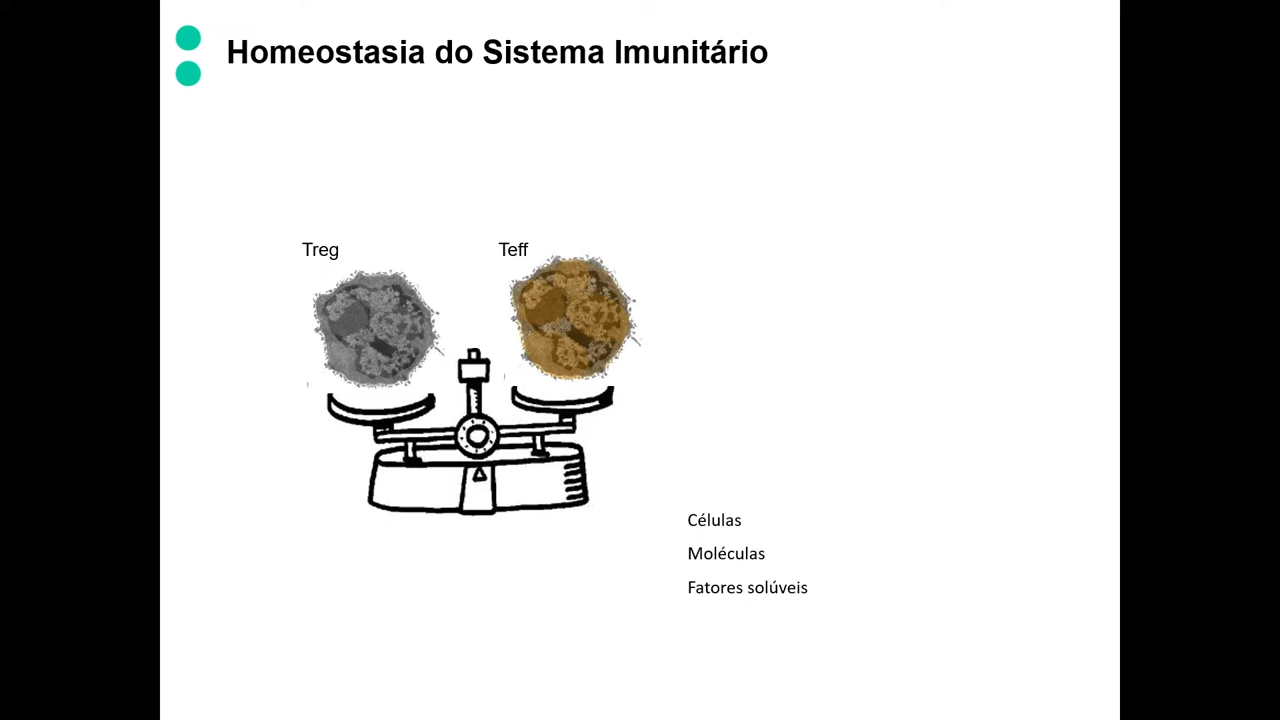 Homeostasia do Sistema Imunitário
Treg
Teff
Células
Moléculas
Fatores solúveis